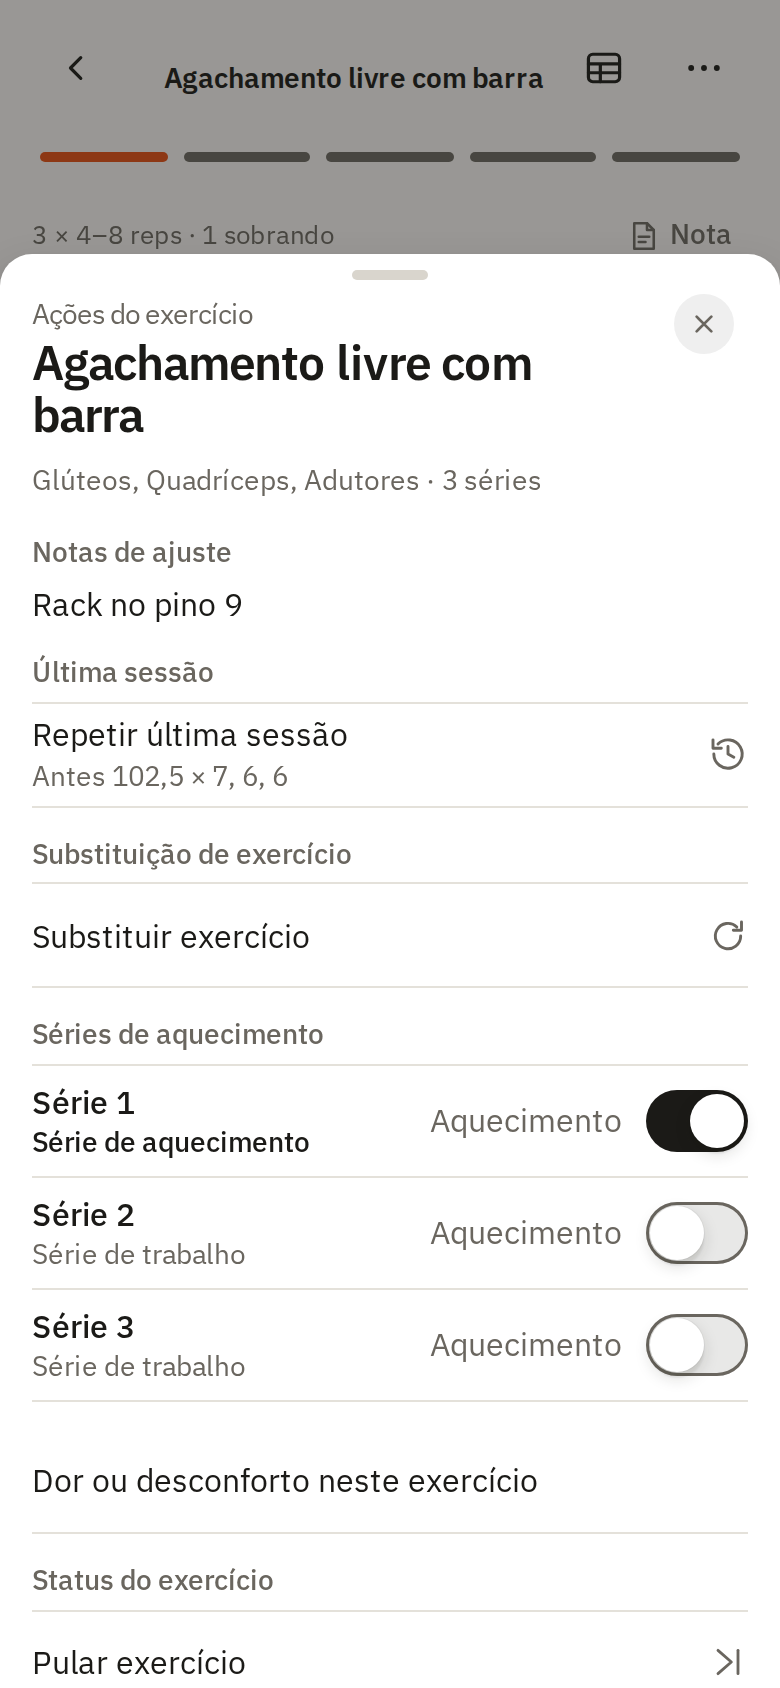 Agachamento livre com barra
3 × 4–8 reps · 1 sobrando
Nota
Ações do exercício
Agachamento livre com
barra
Glúteos, Quadríceps, Adutores · 3 séries
Notas de ajuste
Rack no pino 9
Última sessão
Repetir última sessão
Antes 102,5 × 7, 6, 6
Substituição de exercício
Substituir exercício
Séries de aquecimento
Série 1
Série de aquecimento
Aquecimento
Série 2
Série de trabalho
Aquecimento
Série 3
Série de trabalho
Aquecimento
Dor ou desconforto neste exercício
Status do exercício
Pular exercício